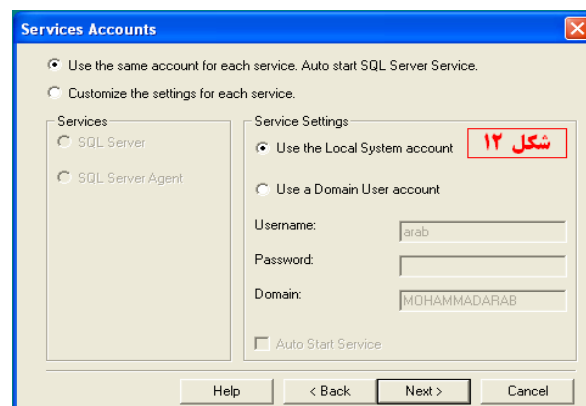 Services Accounts
Use the same account for each service. Auto start SQL Server Service.
Customize the settings for each service.
Services
SQL Server
SQL Server Agent
Service Settings
Use the Local System account
شکل ۱۲
Use a Domain User account
Username:
arab
Password:
Domain:
MOHAMMADARAB
Auto Start Service
Help
< Back
Next >
Cancel